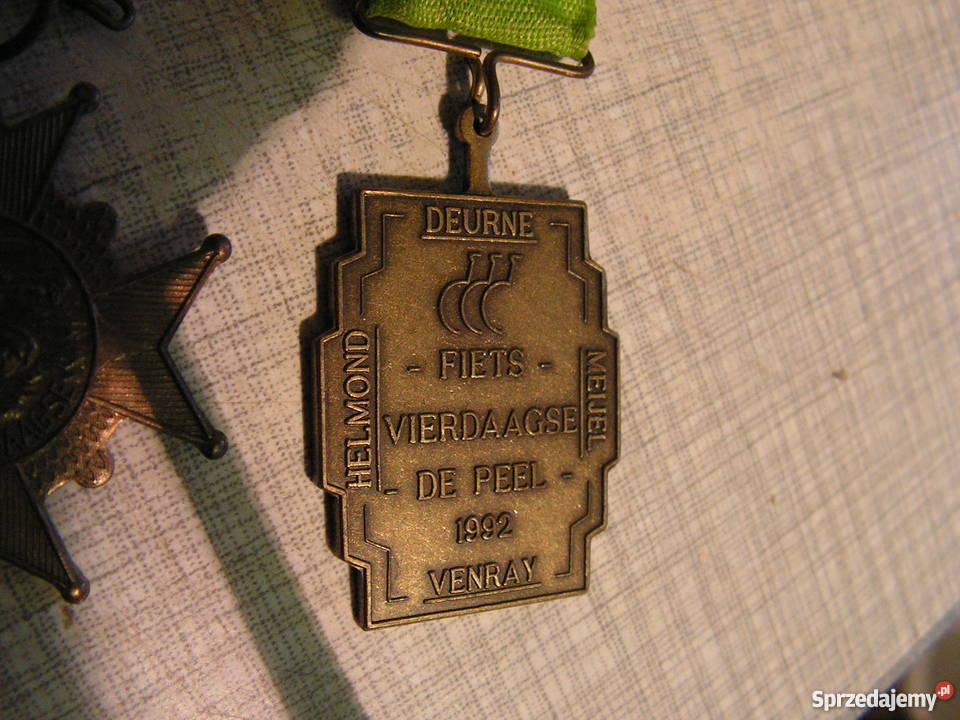 DEURNE
HELMOND
- FIETS -
VIERDAAGSE
- DE PEEL -
1992
MEIJEL
VENRAY
Sprzedajemy.pl